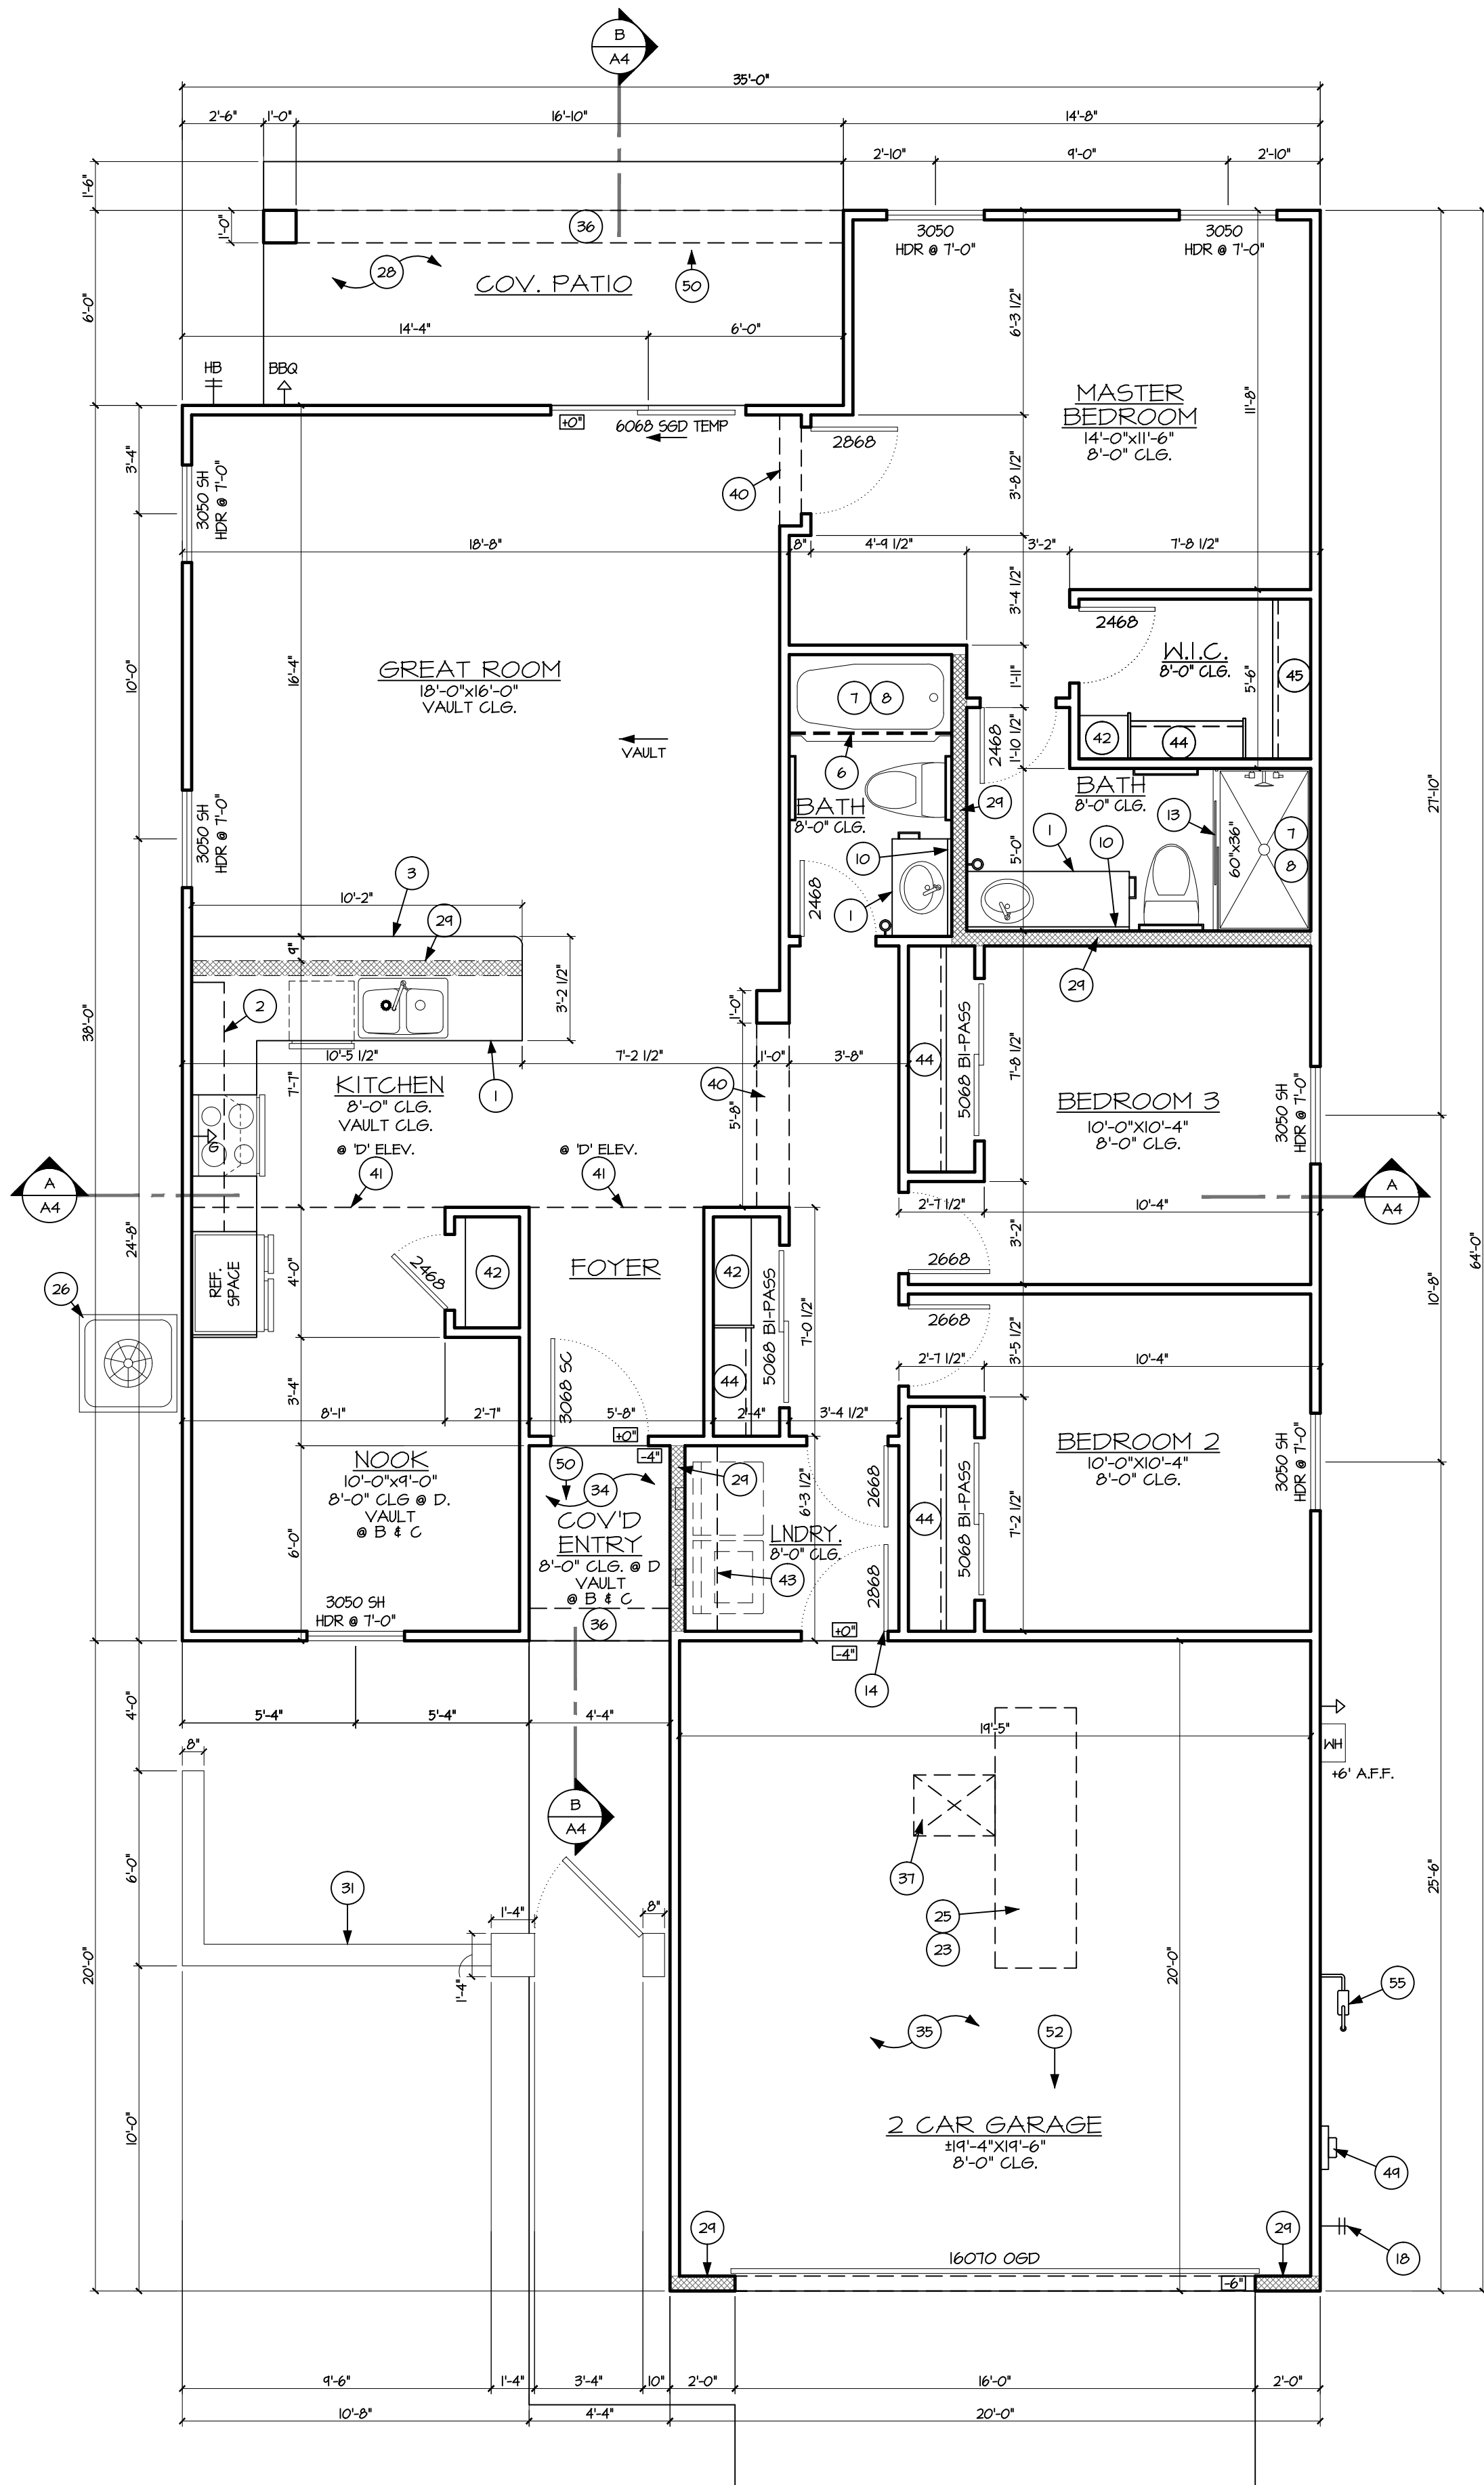 B
A4
35'-0"
2'-6"
1'-0"
16'-10"
14'-8"
2'-10"
9'-0"
2'-10"
1'-6"
1'-0"
36
3050
HDR @ 7'-0"
3050
HDR @ 7'-0"
28
COV. PATIO
50
6'-0"
6'-3 1/2"
14'-4"
6'-0"
HB
BBQ
MASTER
BEDROOM
14'-0"x11'-6"
8'-0" CLG.
11'-8"
+0"
6068 SGD TEMP
2868
3'-4"
3050 SH
HDR @ 7'-0"
40
3'-8 1/2"
18'-8"
8"
4'-9 1/2"
3'-2"
7'-8 1/2"
3'-4 1/2"
2468
GREAT ROOM
18'-0"x16'-0"
VAULT CLG.
16'-4"
10'-0"
W.I.C.
8'-0" CLG.
5'-6"
45
7
8
1'-11"
2468
1'-10 1/2"
42
44
VAULT
6
BATH
8'-0" CLG.
BATH
8'-0" CLG.
29
13
60"x36"
7
8
27'-10"
3050 SH
HDR @ 7'-0"
10
1
10
5'-0"
3
10'-2"
29
2468
1
9"
3'-2 1/2"
29
2
1'-0"
38'-0"
10'-5 1/2"
7'-2 1/2"
1'-0"
3'-8"
44
5068 BI-PASS
7'-8 1/2"
KITCHEN
8'-0" CLG.
VAULT CLG.
7'-7"
1
40
5'-8"
BEDROOM 3
10'-0"X10'-4"
8'-0" CLG.
3050 SH
HDR @ 7'-0"
G
@ 'D' ELEV.
41
@ 'D' ELEV.
41
A
A4
A
A4
2'-7 1/2"
10'-4"
3'-2"
24'-8"
64'-0"
REF.
SPACE
4'-0"
2468
42
FOYER
42
5068 BI-PASS
2668
26
10'-8"
7'-0 1/2"
2668
3'-5 1/2"
2'-7 1/2"
10'-4"
3068 SC
44
3'-4"
8'-1"
2'-7"
5'-8"
2'-4"
3'-4 1/2"
+0"
-4"
NOOK
10'-0"x9'-0"
8'-0" CLG @ D.
VAULT
@ B & C
50
34
29
6'-3 1/2"
2668
44
5068 BI-PASS
7'-2 1/2"
BEDROOM 2
10'-0"X10'-4"
8'-0" CLG.
3050 SH
HDR @ 7'-0"
COV'D
ENTRY
8'-0" CLG. @ D
VAULT
@ B & C
6'-0"
LNDRY.
8'-0" CLG.
43
2868
3050 SH
HDR @ 7'-0"
36
+0"
-4"
14
4'-0"
5'-4"
5'-4"
4'-4"
19'-5"
8"
WH
+6' A.F.F.
B
A4
37
31
6'-0"
1'-4"
8"
1'-4"
25
23
25'-6"
20'-0"
20'-0"
55
35
52
10'-0"
2 CAR GARAGE
±19'-4"X19'-6"
8'-0" CLG.
49
29
29
18
16070 OGD
-6"
9'-6"
1'-4"
3'-4"
10"
2'-0"
16'-0"
2'-0"
10'-8"
4'-4"
20'-0"